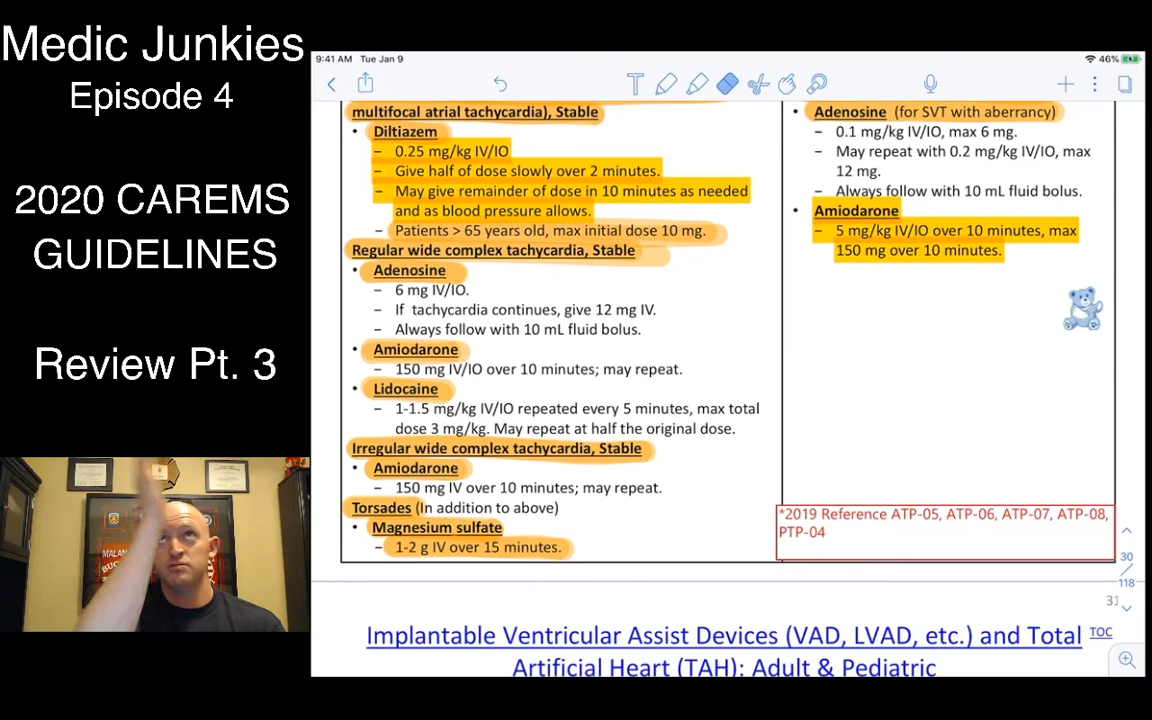 Medic Junkies
Episode 4
2020 CAREMS
GUIDELINES
Review Pt. 3
9:41 AM Tue Jan 9
46%
multifocal atrial tachycardia), Stable
• Diltiazem
− 0.25 mg/kg IV/IO
− Give half of dose slowly over 2 minutes.
− May give remainder of dose in 10 minutes as needed
and as blood pressure allows.
− Patients > 65 years old, max initial dose 10 mg.
Regular wide complex tachycardia, Stable
• Adenosine
− 6 mg IV/IO.
− If tachycardia continues, give 12 mg IV.
− Always follow with 10 mL fluid bolus.
• Amiodarone
− 150 mg IV/IO over 10 minutes; may repeat.
• Lidocaine
− 1-1.5 mg/kg IV/IO repeated every 5 minutes, max total
dose 3 mg/kg. May repeat at half the original dose.
Irregular wide complex tachycardia, Stable
• Amiodarone
− 150 mg IV over 10 minutes; may repeat.
Torsades (In addition to above)
• Magnesium sulfate
− 1-2 g IV over 15 minutes.
• Adenosine (for SVT with aberrancy)
− 0.1 mg/kg IV/IO, max 6 mg.
− May repeat with 0.2 mg/kg IV/IO, max
12 mg.
− Always follow with 10 mL fluid bolus.
• Amiodarone
− 5 mg/kg IV/IO over 10 minutes, max
150 mg over 10 minutes.
*2019 Reference ATP-05, ATP-06, ATP-07, ATP-08,
PTP-04
30
/
118
31
Implantable Ventricular Assist Devices (VAD, LVAD, etc.) and Total
Artificial Heart (TAH): Adult & Pediatric
TOC